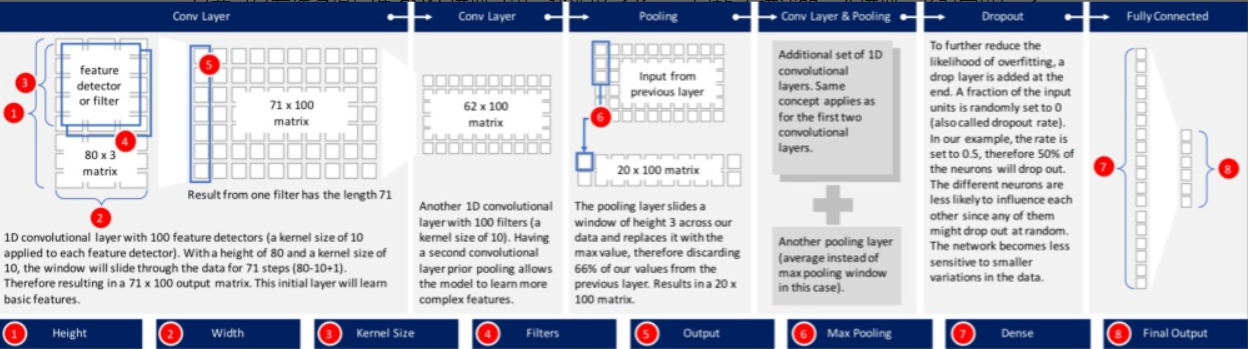 Conv Layer
Conv Layer
Pooling
Conv Layer & Pooling
Dropout
Fully Connected
3
1
feature
detector
or filter
4
80 x 3
matrix
2
5
71 x 100
matrix
Result from one filter has the length 71
1D convolutional layer with 100 feature detectors (a kernel size of 10
applied to each feature detector). With a height of 80 and a kernel size of
10, the window will slide through the data for 71 steps (80-10+1).
Therefore resulting in a 71 x 100 output matrix. This initial layer will learn
basic features.
62 x 100
matrix
Another 1D convolutional
layer with 100 filters (a
kernel size of 10). Having
a second convolutional
layer prior pooling allows
the model to learn more
complex features.
Input from
previous layer
6
20 x 100 matrix
The pooling layer slides a
window of height 3 across our
data and replaces it with the
max value, therefore discarding
66% of our values from the
previous layer. Results in a 20 x
100 matrix.
Additional set of 1D
convolutional
layers. Same
concept applies as
for the first two
convolutional
layers.
Another pooling layer
(average instead of
max pooling window
in this case).
To further reduce the
likelihood of overfitting, a
drop layer is added at the
end. A fraction of the input
units is randomly set to 0
(also called dropout rate).
In our example, the rate is
set to 0.5, therefore 50% of
the neurons will drop out.
The different neurons are
less likely to influence each
other since any of them
might drop out at random.
The network becomes less
sensitive to smaller
variations in the data.
7
8
1 Height
2 Width
3 Kernel Size
4 Filters
5 Output
6 Max Pooling
7 Dense
8 Final Output